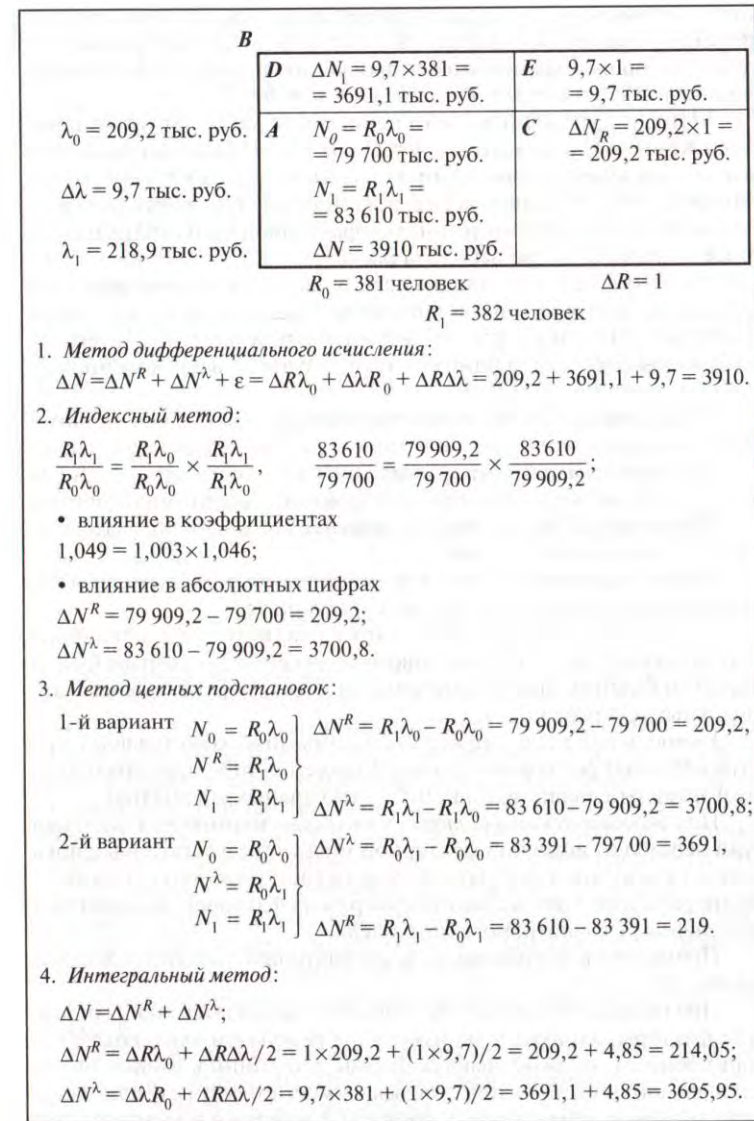 B
D ΔN₁ = 9,7×381 =
= 3691,1 тыс. руб.
E 9,7×1 =
= 9,7 тыс. руб.
λ₀ = 209,2 тыс. руб.
Δλ = 9,7 тыс. руб.
λ₁ = 218,9 тыс. руб.
A N₀ = R₀λ₀ =
= 79 700 тыс. руб.
N₁ = R₁λ₁ =
= 83 610 тыс. руб.
ΔN = 3910 тыс. руб.
C ΔN_R = 209,2×1 =
= 209,2 тыс. руб.
R₀ = 381 человек ΔR = 1
R₁ = 382 человек
1. Метод дифференциального исчисления:
ΔN =ΔN^R + ΔN^λ + ε = ΔRλ₀ + ΔλR₀ + ΔRΔλ = 209,2 + 3691,1 + 9,7 = 3910.
2. Индексный метод:
R₁λ₁/R₀λ₀ = R₁λ₀/R₀λ₀ × R₁λ₁/R₁λ₀, 83 610/79 700 = 79 909,2/79 700 × 83 610/79 909,2;
• влияние в коэффициентах
1,049 = 1,003×1,046;
• влияние в абсолютных цифрах
ΔN^R = 79 909,2 – 79 700 = 209,2;
ΔN^λ = 83 610 – 79 909,2 = 3700,8.
3. Метод цепных подстановок:
1-й вариант N₀ = R₀λ₀ ΔN^R = R₁λ₀ – R₀λ₀ = 79 909,2 – 79 700 = 209,2,
N^R = R₁λ₀
N₁ = R₁λ₁ ΔN^λ = R₁λ₁ – R₁λ₀ = 83 610 –79 909,2 = 3700,8;
2-й вариант N₀ = R₀λ₀ ΔN^λ = R₀λ₁ – R₀λ₀ = 83 391 – 797 00 = 3691,
N^λ = R₀λ₁
N₁ = R₁λ₁ ΔN^R = R₁λ₁ – R₀λ₁ = 83 610 – 83 391 = 219.
4. Интегральный метод:
ΔN =ΔN^R + ΔN^λ;
ΔN^R = ΔRλ₀ + ΔRΔλ/2 = 1×209,2 + (1×9,7)/2 = 209,2 + 4,85 = 214,05;
ΔN^λ = ΔλR₀ + ΔRΔλ/2 = 9,7×381 + (1×9,7)/2 = 3691,1 + 4,85 = 3695,95.